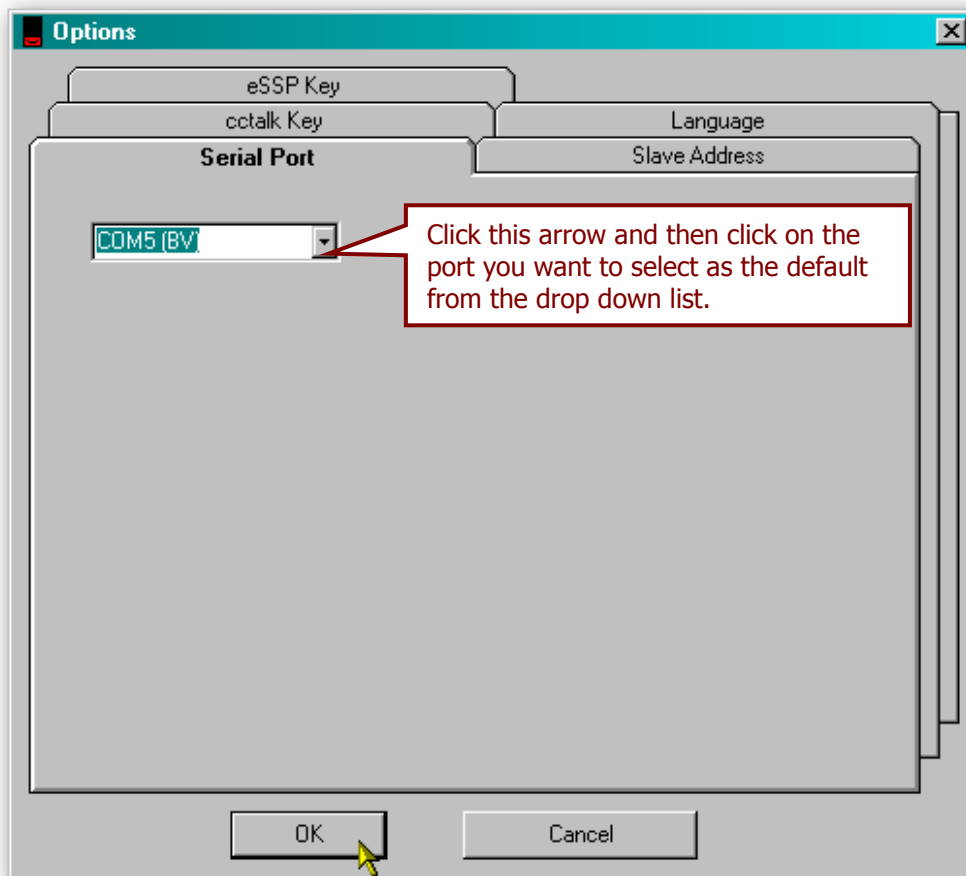 Options
eSSP Key
cctalk Key
Language
Serial Port
Slave Address
COM5 (BV)
Click this arrow and then click on the
port you want to select as the default
from the drop down list.
OK
Cancel